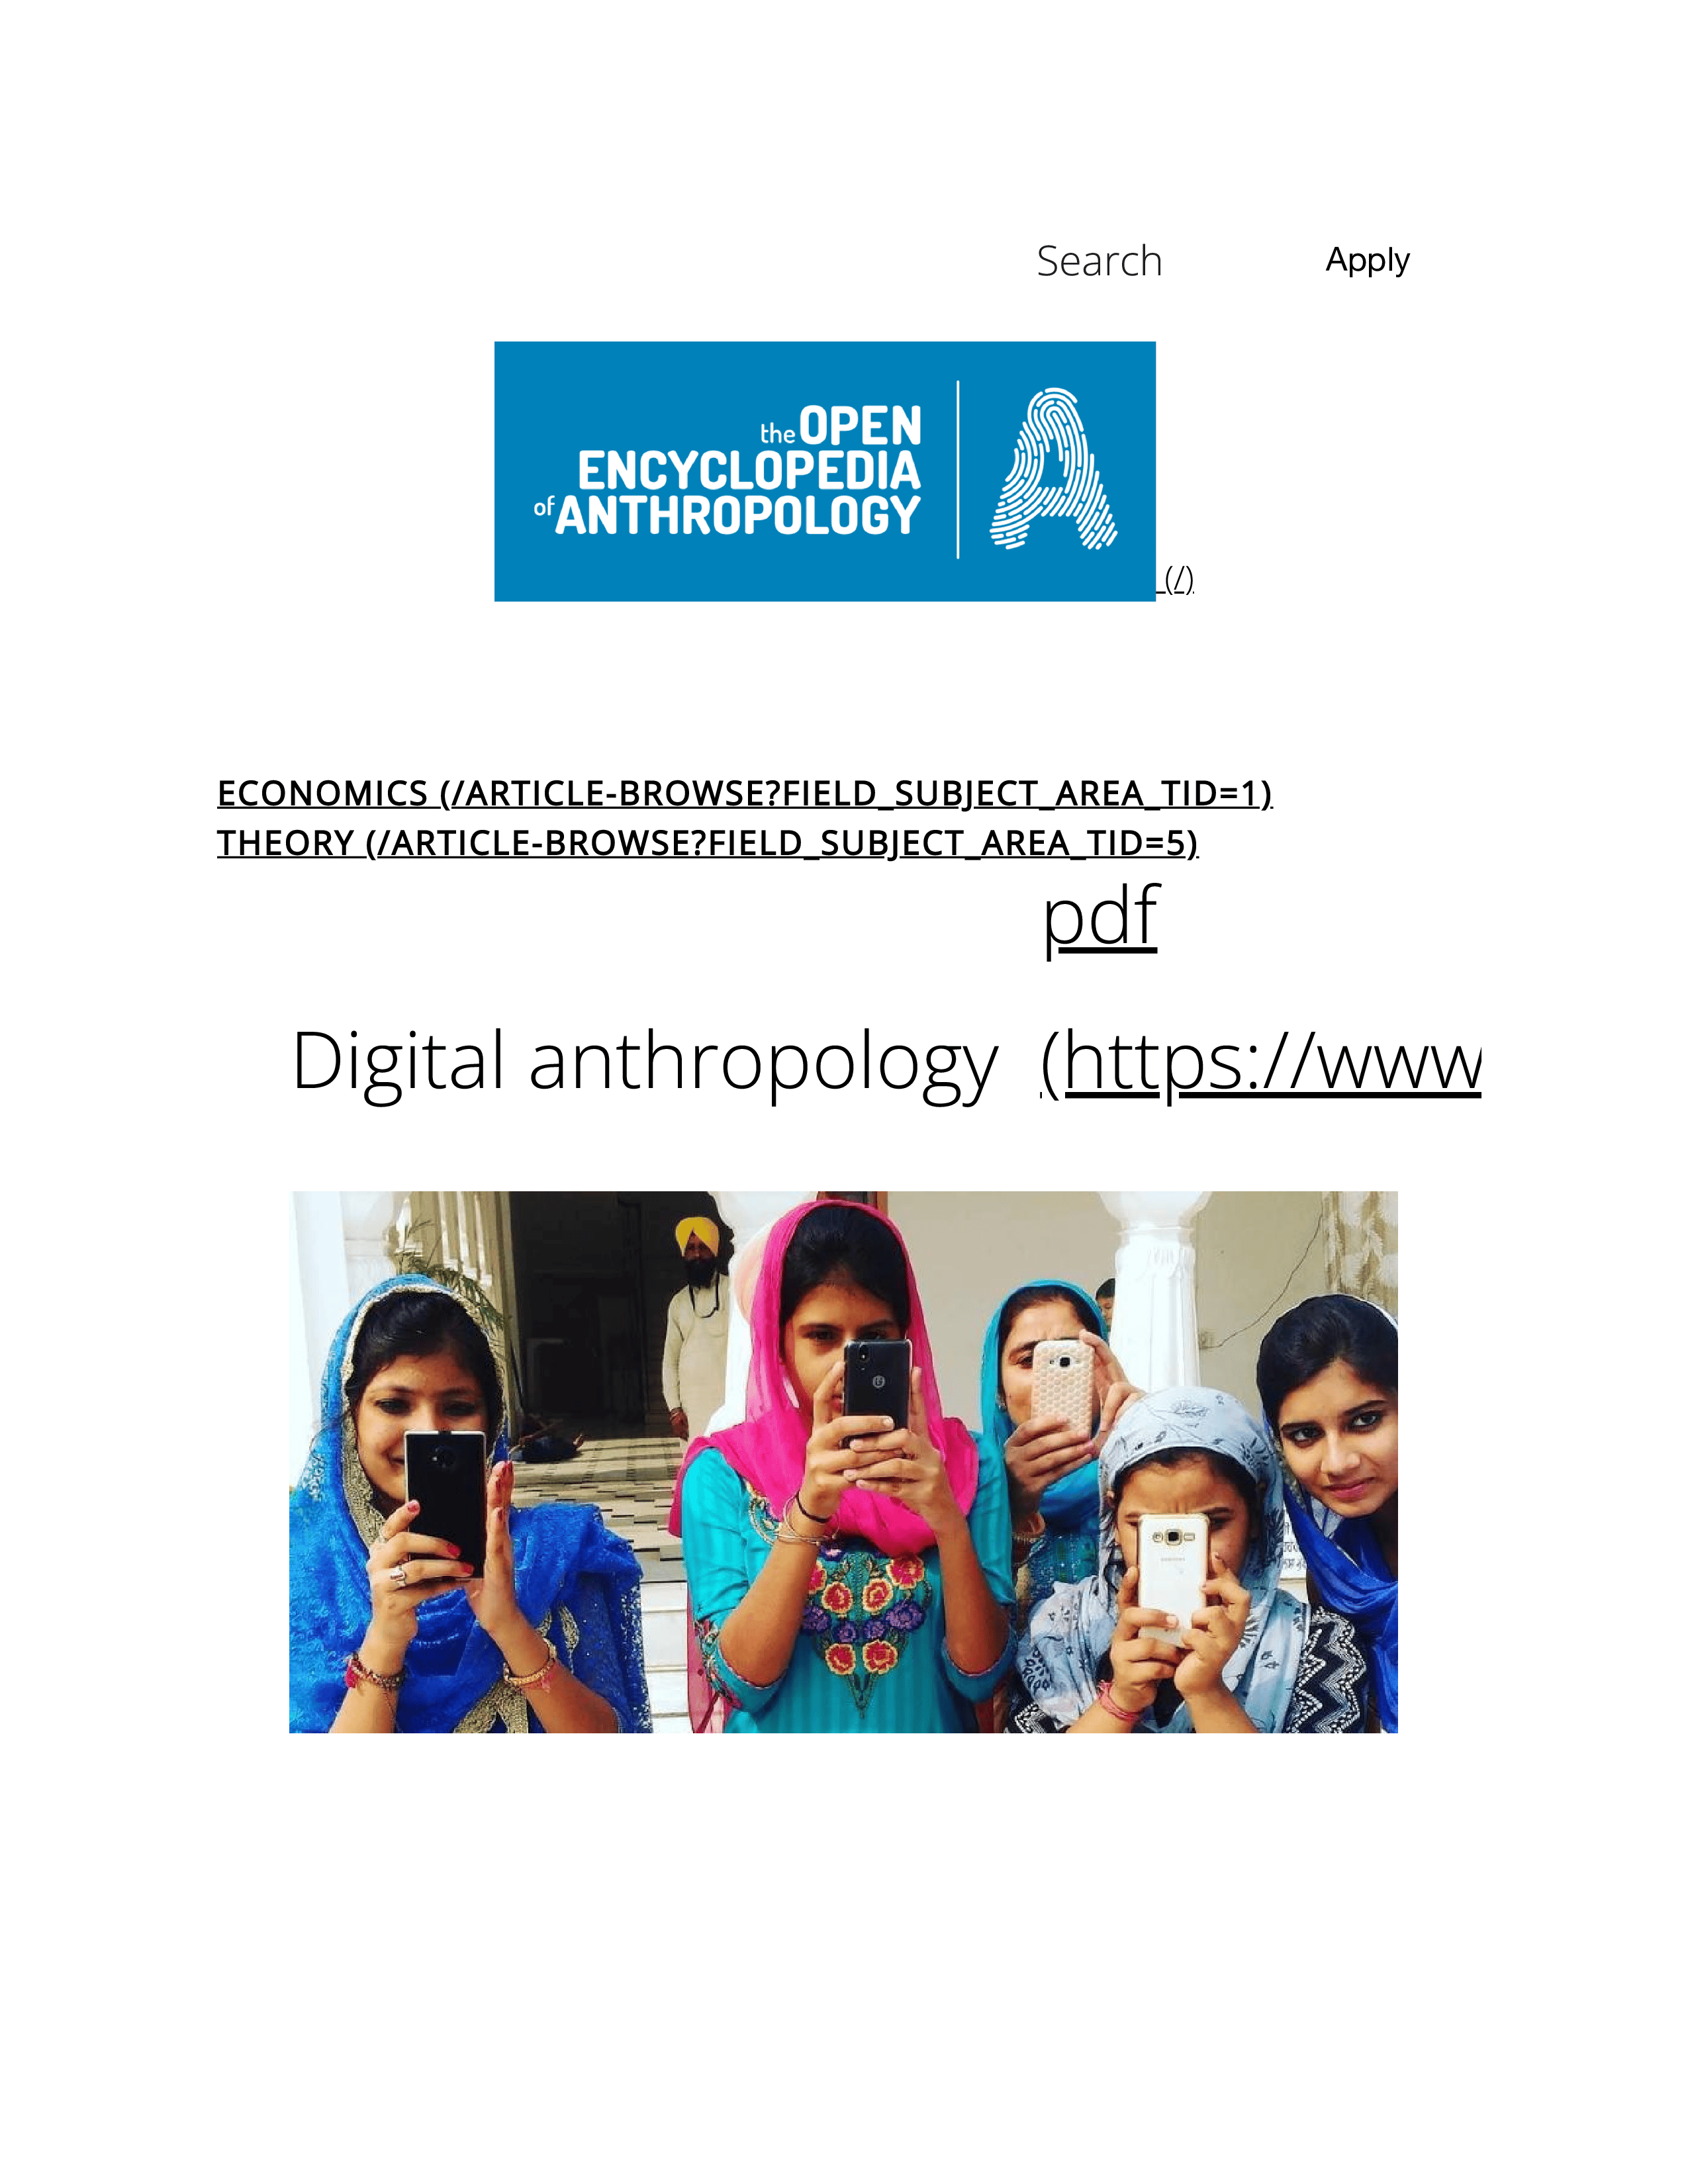 Search Apply
the OPEN
ENCYCLOPEDIA
of ANTHROPOLOGY
(/)
ECONOMICS (/ARTICLE-BROWSE?FIELD_SUBJECT_AREA_TID=1)
THEORY (/ARTICLE-BROWSE?FIELD_SUBJECT_AREA_TID=5)
pdf
Digital anthropology (https://www